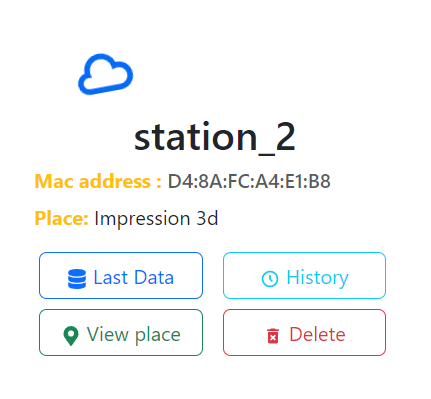 station_2
Mac address : D4:8A:FC:A4:E1:B8
Place: Impression 3d
Last Data
History
View place
Delete